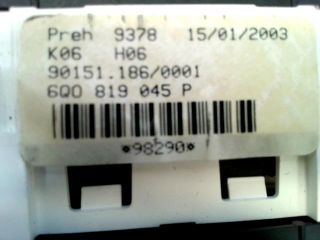 Preh 9378 15/01/2003
K06 H06
90151.186/0001
6Q0 819 045 P
*98290*